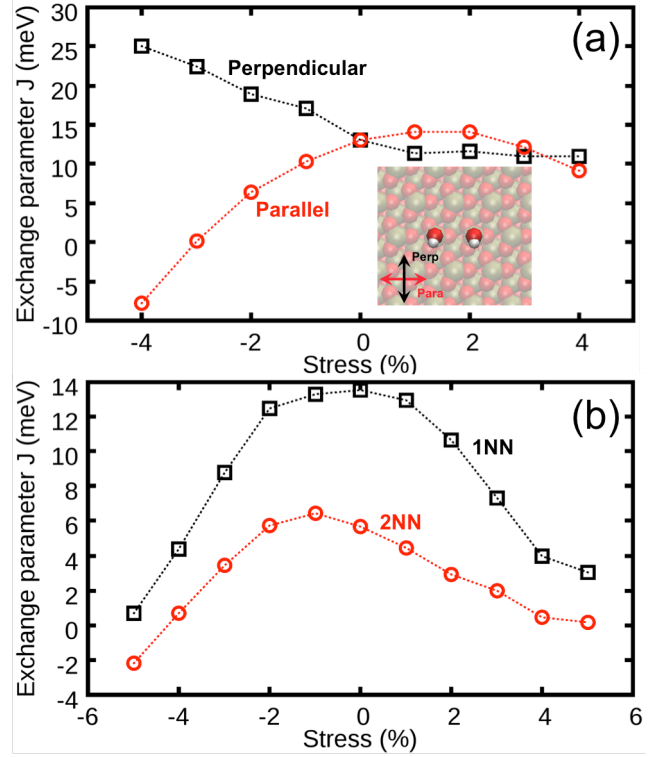 (a)
Exchange parameter J (meV)
30
25
20
15
10
5
0
-5
-10
Perpendicular
Parallel
Perp
Para
-4
-2
0
2
4
Stress (%)
(b)
Exchange parameter J (meV)
14
12
10
8
6
4
2
0
-2
-4
1NN
2NN
-6
-4
-2
0
2
4
6
Stress (%)